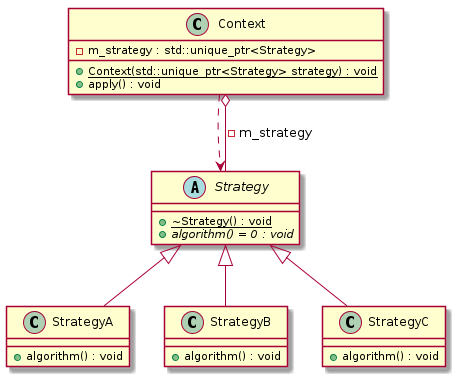 C Context
m_strategy : std::unique_ptr<Strategy>
Context(std::unique_ptr<Strategy> strategy) : void
apply() : void
m_strategy
A Strategy
~Strategy() : void
algorithm() = 0 : void
C StrategyA
algorithm() : void
C StrategyB
algorithm() : void
C StrategyC
algorithm() : void